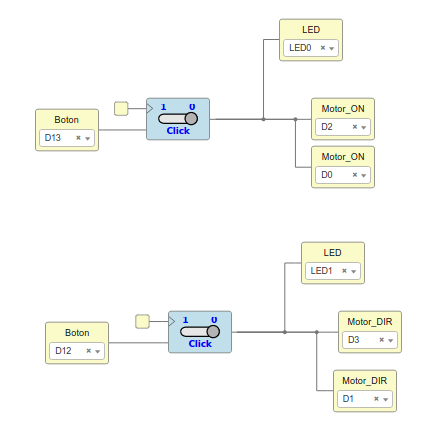 LED
LED0
Motor_ON
D2
Boton
D13
1 0
Click
Motor_ON
D0
LED
LED1
Motor_DIR
D3
Boton
D12
1 0
Click
Motor_DIR
D1